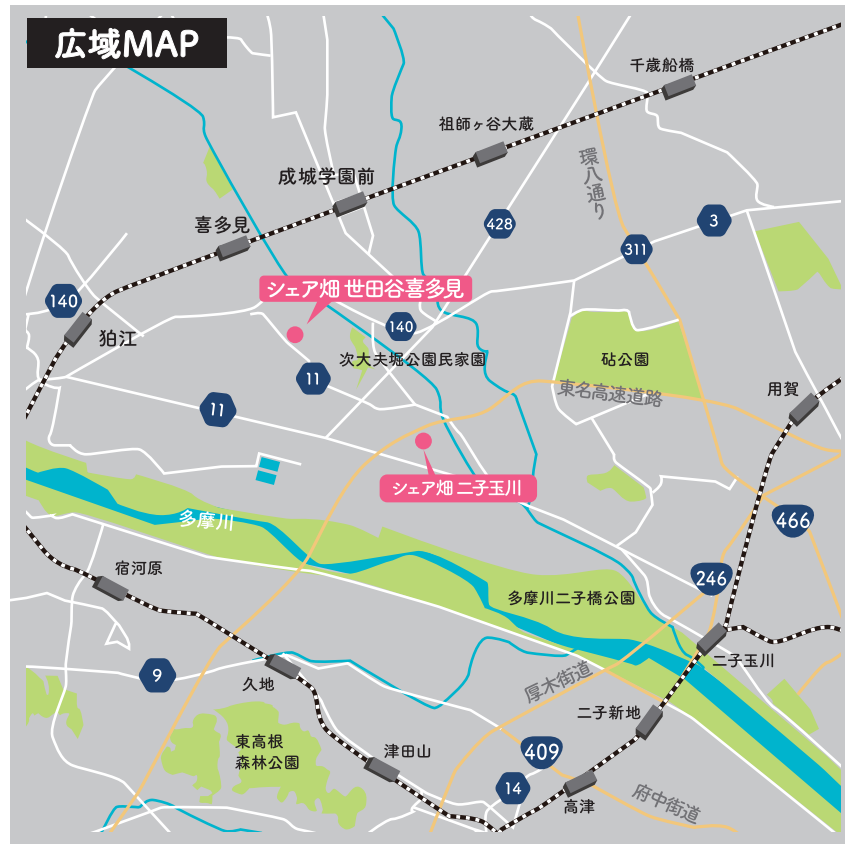 広域MAP
千歳船橋
祖師ヶ谷大蔵
環八通り
成城学園前
喜多見
428
3
311
シェア畑 世田谷喜多見
140
狛江
140
次大夫堀公園民家園
砧公園
11
用賀
東名高速道路
11
シェア畑 二子玉川
多摩川
466
宿河原
246
多摩川二子橋公園
二子玉川
9
久地
厚木街道
二子新地
東高根
森林公園
津田山
409
14
高津
府中街道